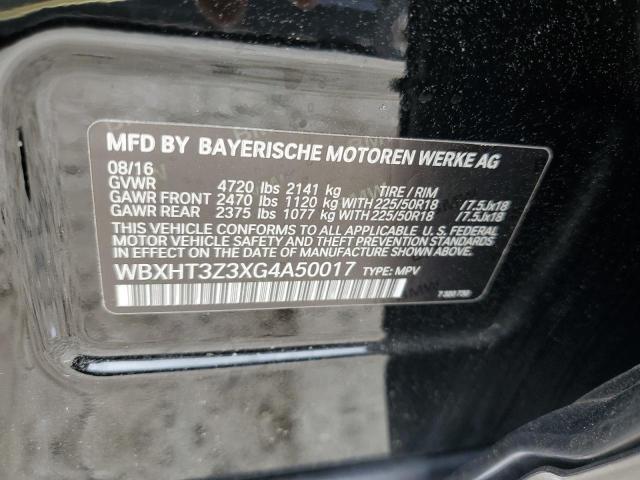 MFD BY BAYERISCHE MOTOREN WERKE AG
08/16
GVWR 4720 lbs 2141 kg TIRE / RIM
GAWR FRONT 2470 lbs 1120 kg WITH 225/50R18 /7.5Jx18
GAWR REAR 2375 lbs 1077 kg WITH 225/50R18 /7.5Jx18
THIS VEHICLE CONFORMS TO ALL APPLICABLE U.S. FEDERAL
MOTOR VEHICLE SAFETY, BUMPER, AND THEFT PREVENTION STANDARDS
IN EFFECT ON THE DATE OF MANUFACTURE SHOWN ABOVE.
WBXHT3Z3XG4A50017 TYPE: MPV